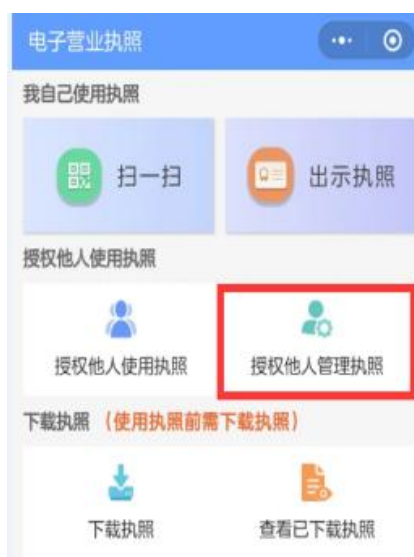 电子营业执照
我自己使用执照
扫一扫
出示执照
授权他人使用执照
授权他人使用执照
授权他人管理执照
下载执照 (使用执照前需下载执照)
下载执照
查看已下载执照